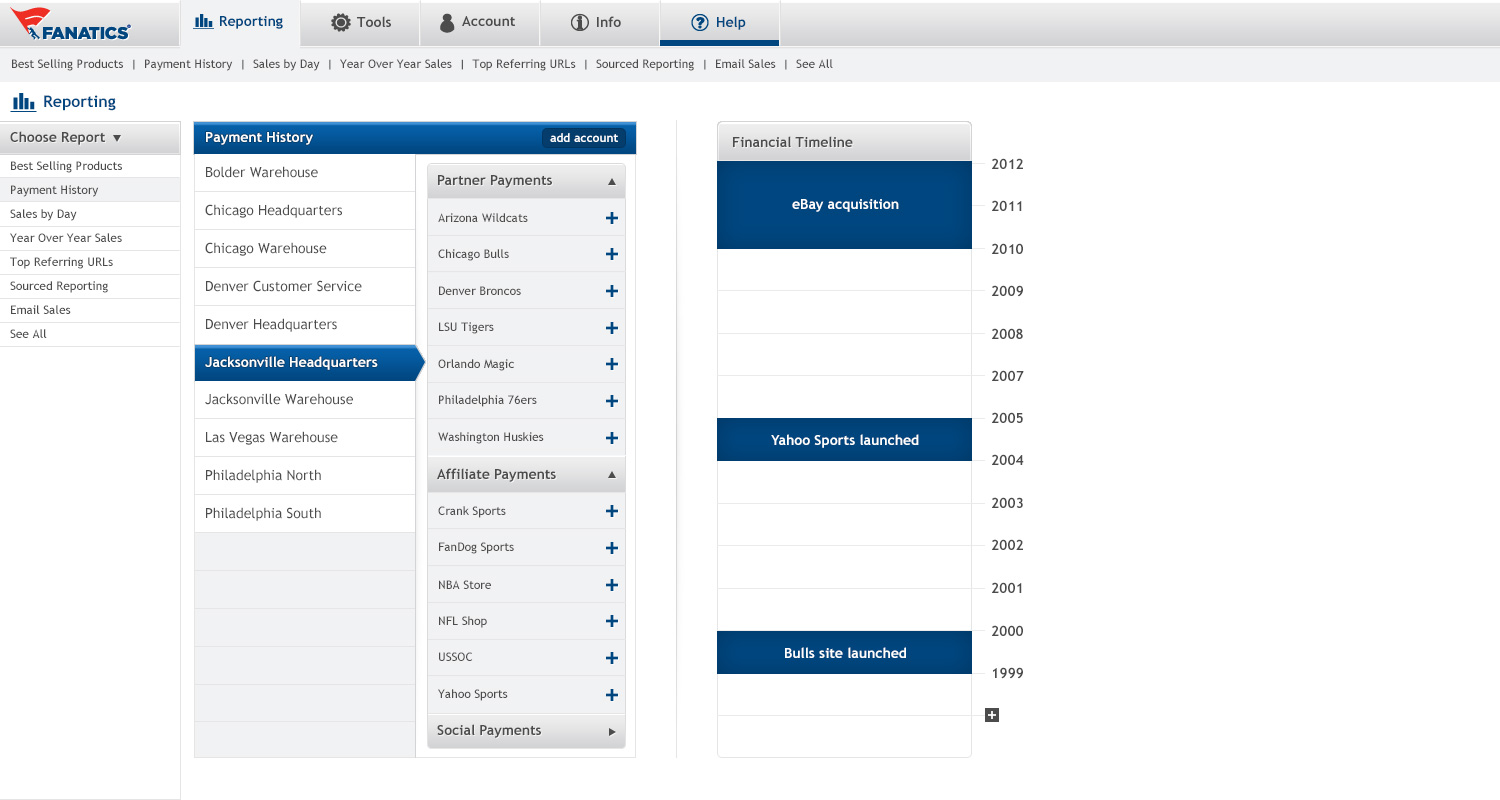 FANATICS
Reporting
Tools
Account
Info
Help
Best Selling Products | Payment History | Sales by Day | Year Over Year Sales | Top Referring URLs | Sourced Reporting | Email Sales | See All
Reporting
Choose Report
Best Selling Products
Payment History
Sales by Day
Year Over Year Sales
Top Referring URLs
Sourced Reporting
Email Sales
See All
Payment History
add account
Bolder Warehouse
Chicago Headquarters
Chicago Warehouse
Denver Customer Service
Denver Headquarters
Jacksonville Headquarters
Jacksonville Warehouse
Las Vegas Warehouse
Philadelphia North
Philadelphia South
Partner Payments
Arizona Wildcats
Chicago Bulls
Denver Broncos
LSU Tigers
Orlando Magic
Philadelphia 76ers
Washington Huskies
Affiliate Payments
Crank Sports
FanDog Sports
NBA Store
NFL Shop
USSOC
Yahoo Sports
Social Payments
Financial Timeline
eBay acquisition
Yahoo Sports launched
Bulls site launched
2012
2011
2010
2009
2008
2007
2005
2004
2003
2002
2001
2000
1999